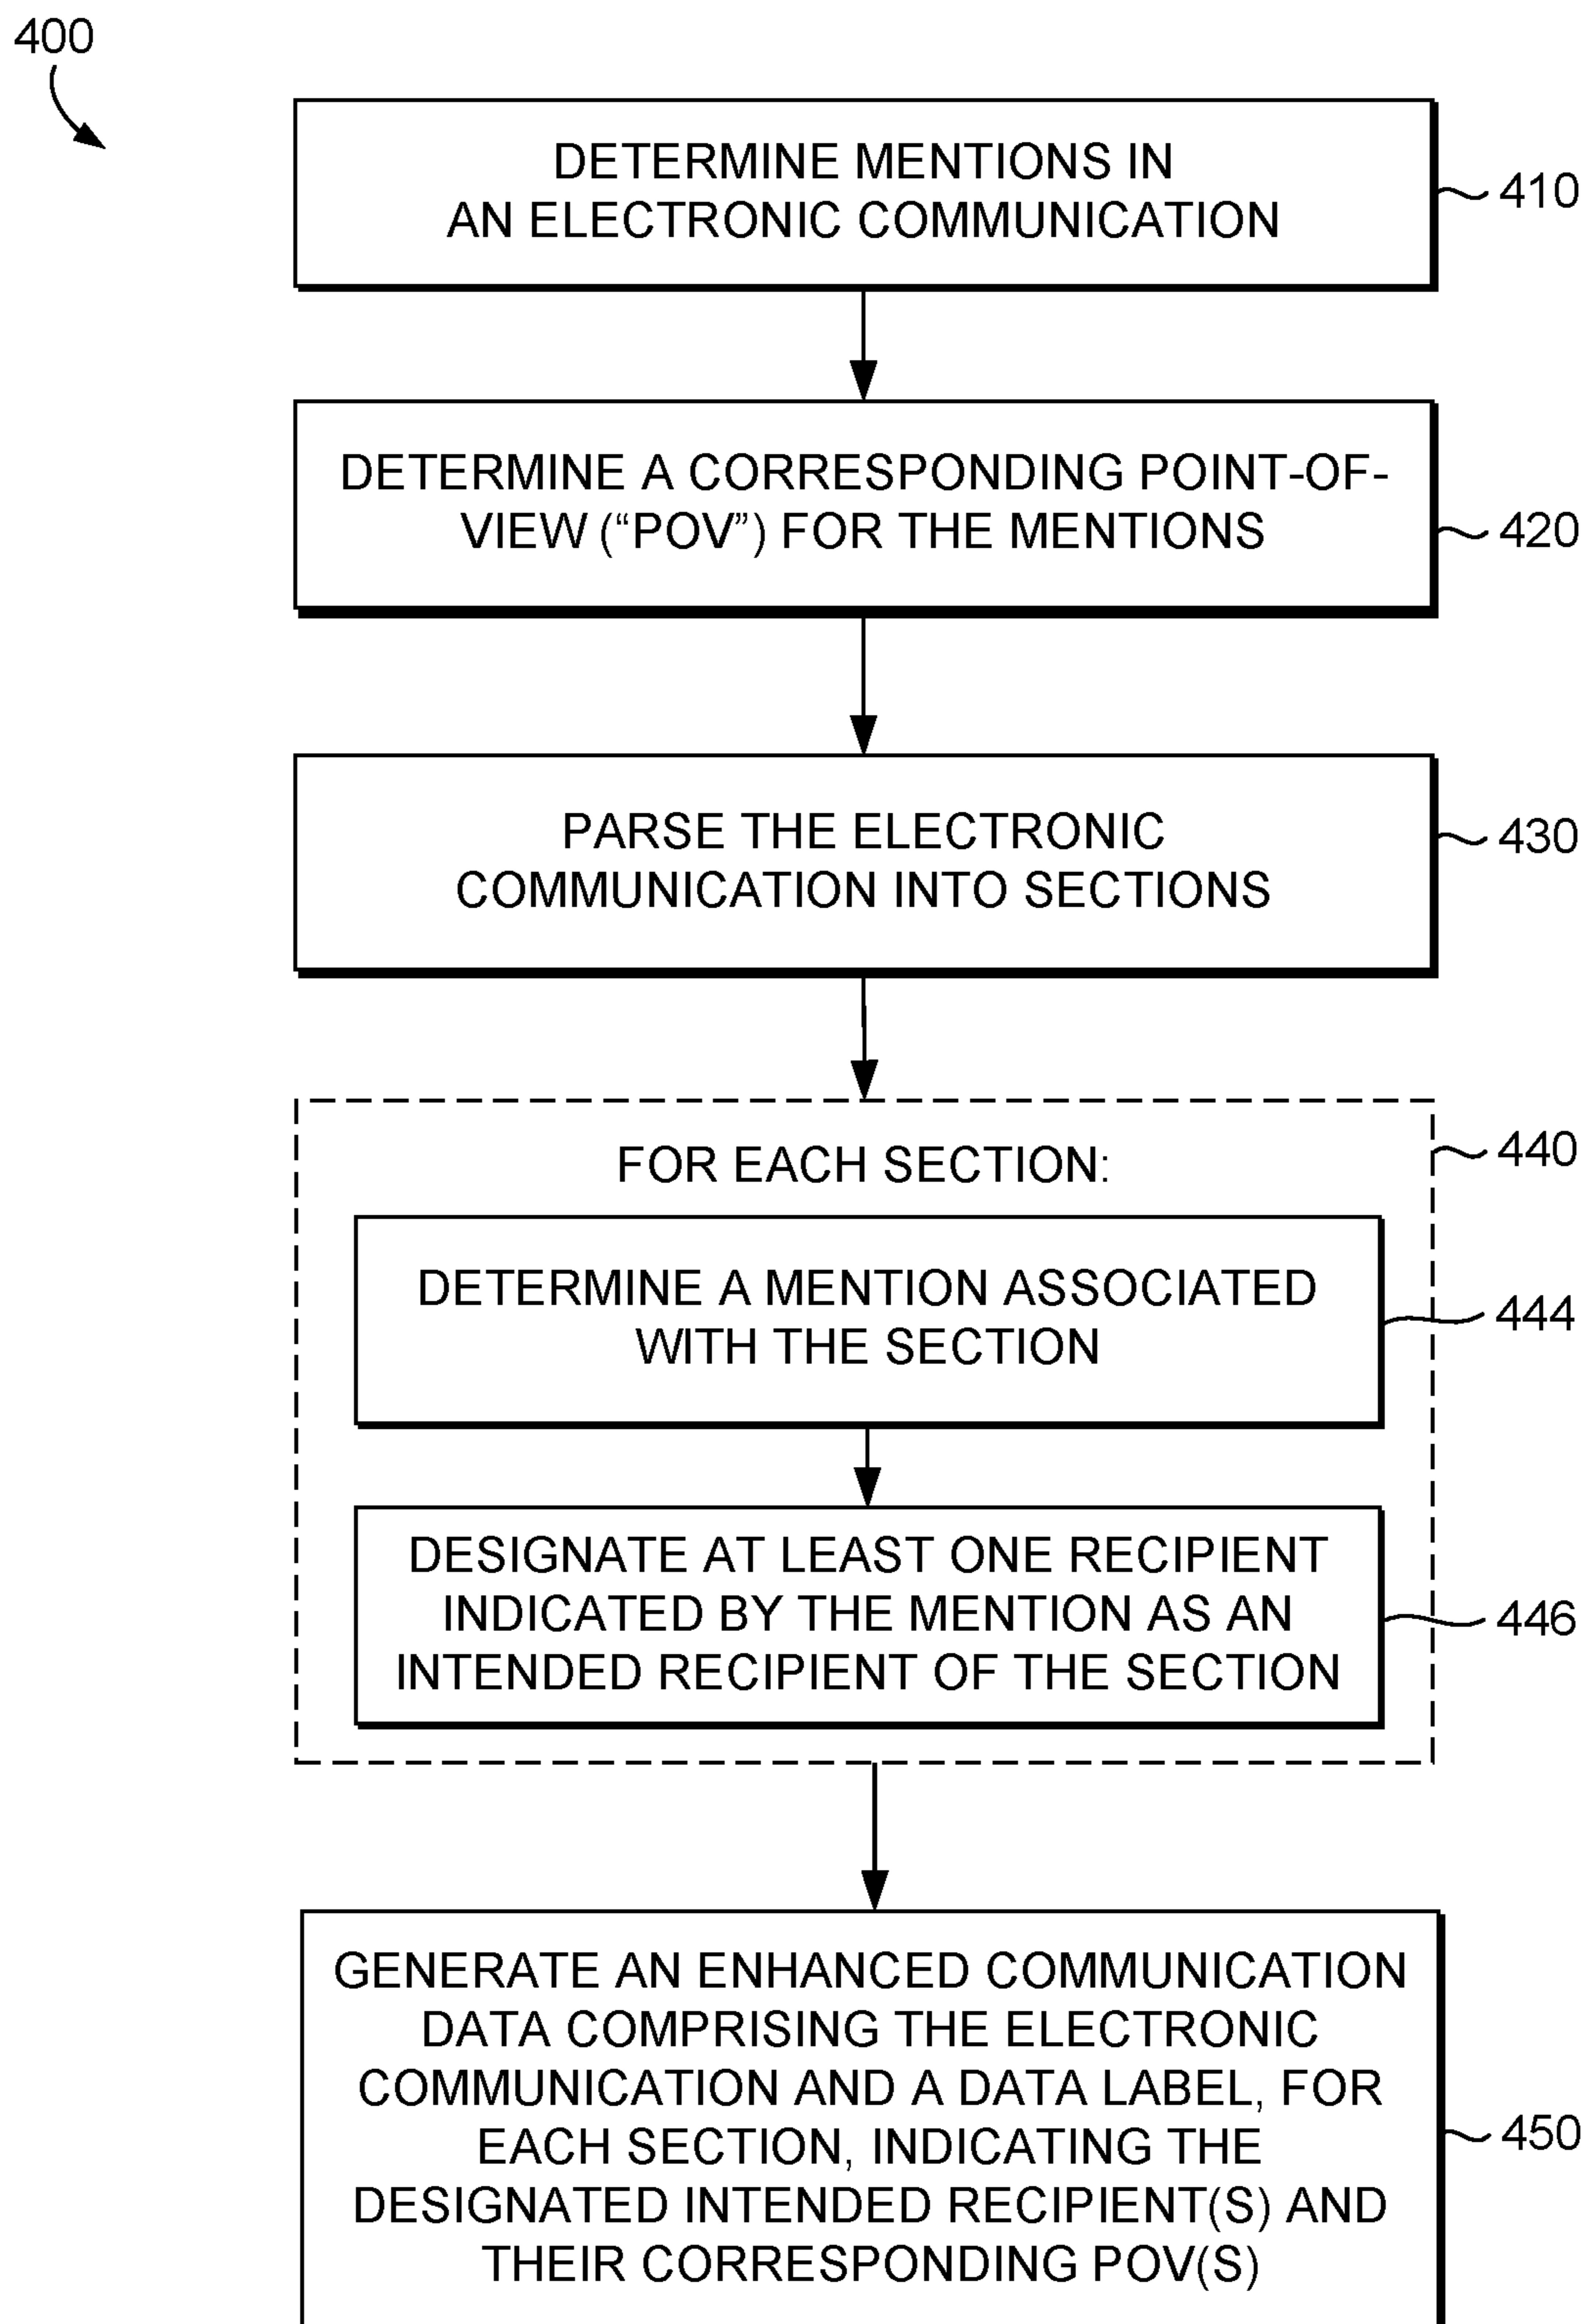 400
DETERMINE MENTIONS IN
AN ELECTRONIC COMMUNICATION
410
DETERMINE A CORRESPONDING POINT-OF-
VIEW (“POV”) FOR THE MENTIONS
420
PARSE THE ELECTRONIC
COMMUNICATION INTO SECTIONS
430
FOR EACH SECTION:
440
DETERMINE A MENTION ASSOCIATED
WITH THE SECTION
444
DESIGNATE AT LEAST ONE RECIPIENT
INDICATED BY THE MENTION AS AN
INTENDED RECIPIENT OF THE SECTION
446
GENERATE AN ENHANCED COMMUNICATION
DATA COMPRISING THE ELECTRONIC
COMMUNICATION AND A DATA LABEL, FOR
EACH SECTION, INDICATING THE
DESIGNATED INTENDED RECIPIENT(S) AND
THEIR CORRESPONDING POV(S)
450